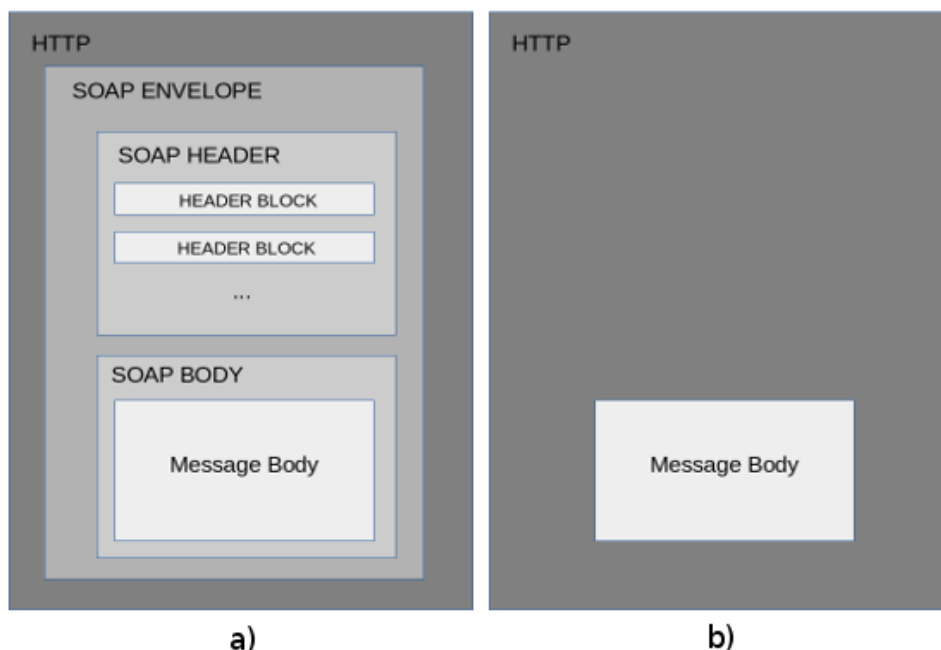 HTTP
SOAP ENVELOPE
SOAP HEADER
HEADER BLOCK
HEADER BLOCK
...
SOAP BODY
Message Body
a)
HTTP
Message Body
b)